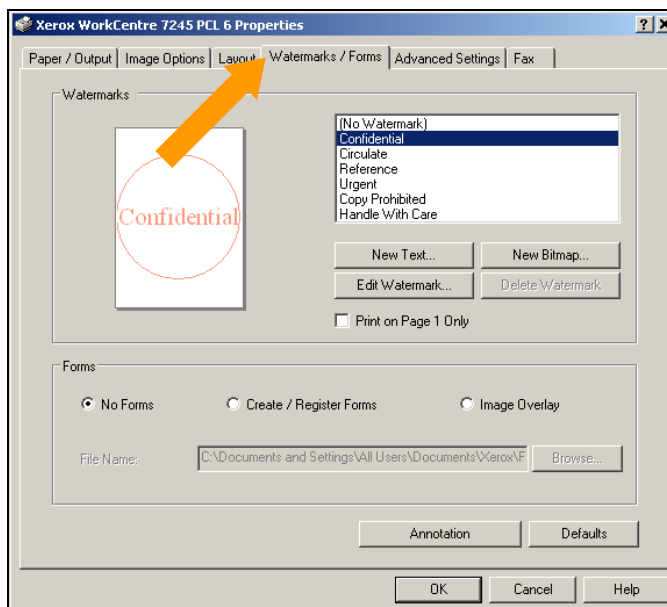 Xerox WorkCentre 7245 PCL 6 Properties
Paper / Output Image Options Layout Watermarks / Forms Advanced Settings Fax
Watermarks
(No Watermark)
Confidential
Circulate
Reference
Urgent
Copy Prohibited
Handle With Care
Confidential
New Text... New Bitmap...
Edit Watermark... Delete Watermark
Print on Page 1 Only
Forms
No Forms Create / Register Forms Image Overlay
File Name: C:\Documents and Settings\All Users\Documents\Xerox\F Browse...
Annotation Defaults
OK Cancel Help